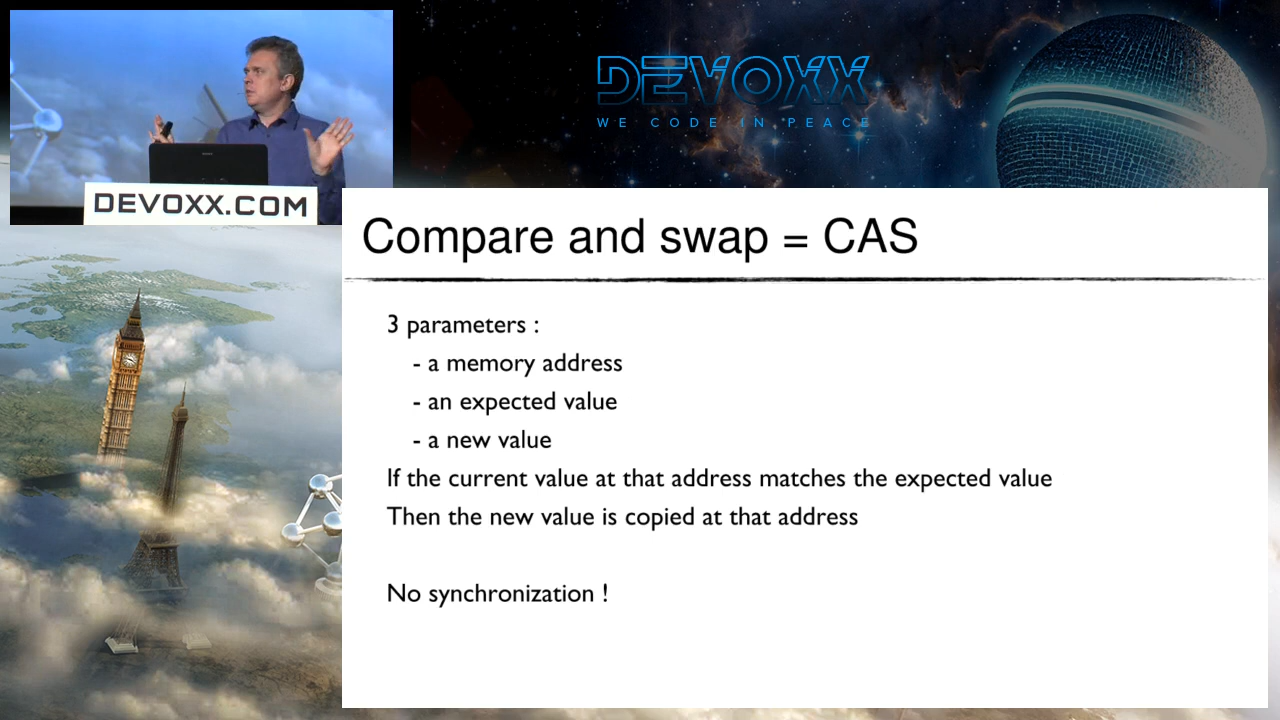 DEVOXX
WE CODE IN PEACE
DEVOXX.COM
Compare and swap = CAS
3 parameters :
- a memory address
- an expected value
- a new value
If the current value at that address matches the expected value
Then the new value is copied at that address
No synchronization !